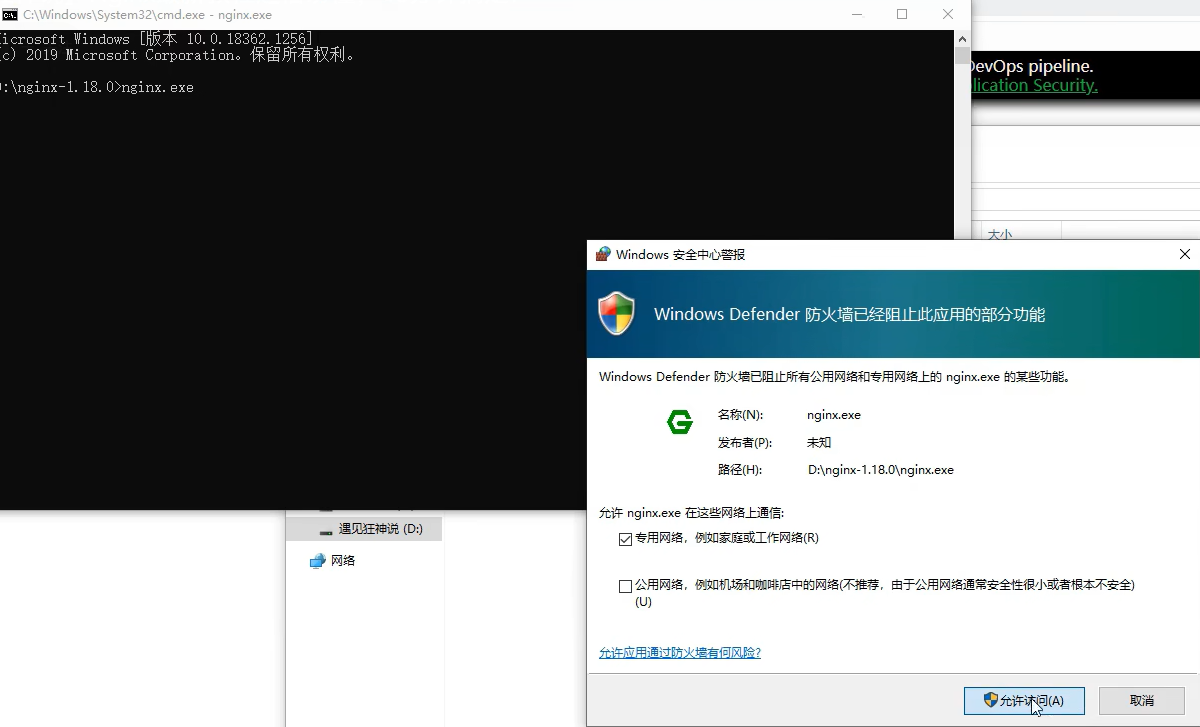 C:\Windows\System32\cmd.exe - nginx.exe
icrosoft Windows [版本 10.0.18362.1256]
c) 2019 Microsoft Corporation。保留所有权利。
:\nginx-1.18.0>nginx.exe
DevOps pipeline.
lication Security.
大小
Windows 安全中心警报
Windows Defender 防火墙已经阻止此应用的部分功能
Windows Defender 防火墙已阻止所有公用网络和专用网络上的 nginx.exe 的某些功能。
名称(N): nginx.exe
发布者(P): 未知
路径(H): D:\nginx-1.18.0\nginx.exe
允许 nginx.exe 在这些网络上通信:
专用网络，例如家庭或工作网络(R)
公用网络，例如机场和咖啡店中的网络(不推荐，由于公用网络通常安全性很小或者根本不安全)
(U)
允许应用通过防火墙有何风险?
允许访问(A)
取消
遇见狂神说 (D:)
网络